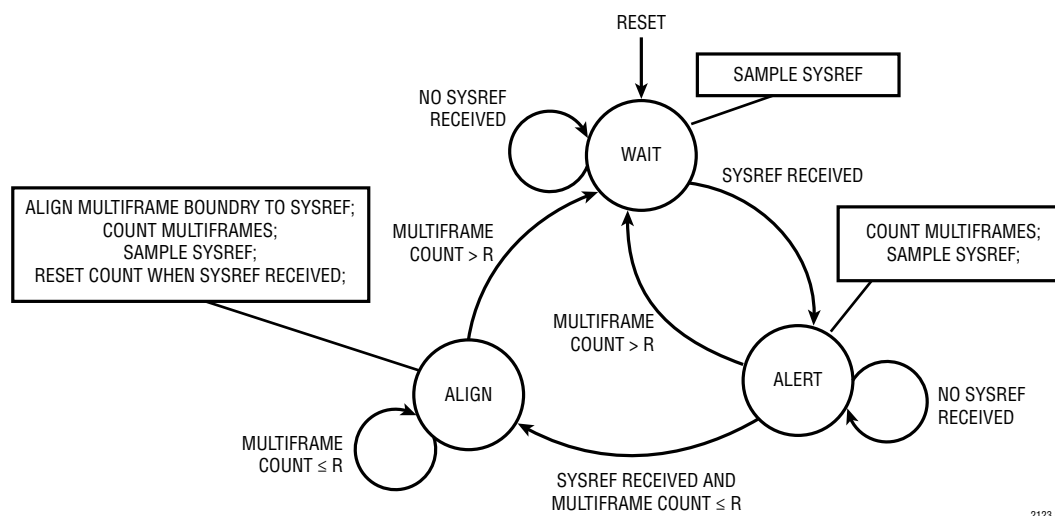 RESET
SAMPLE SYSREF
NO SYSREF
RECEIVED
WAIT
SYSREF RECEIVED
ALIGN MULTIFRAME BOUNDRY TO SYSREF;
COUNT MULTIFRAMES;
SAMPLE SYSREF;
RESET COUNT WHEN SYSREF RECEIVED;
MULTIFRAME
COUNT > R
COUNT MULTIFRAMES;
SAMPLE SYSREF;
MULTIFRAME
COUNT > R
ALIGN
ALERT
NO SYSREF
RECEIVED
MULTIFRAME
COUNT ≤ R
SYSREF RECEIVED AND
MULTIFRAME COUNT ≤ R